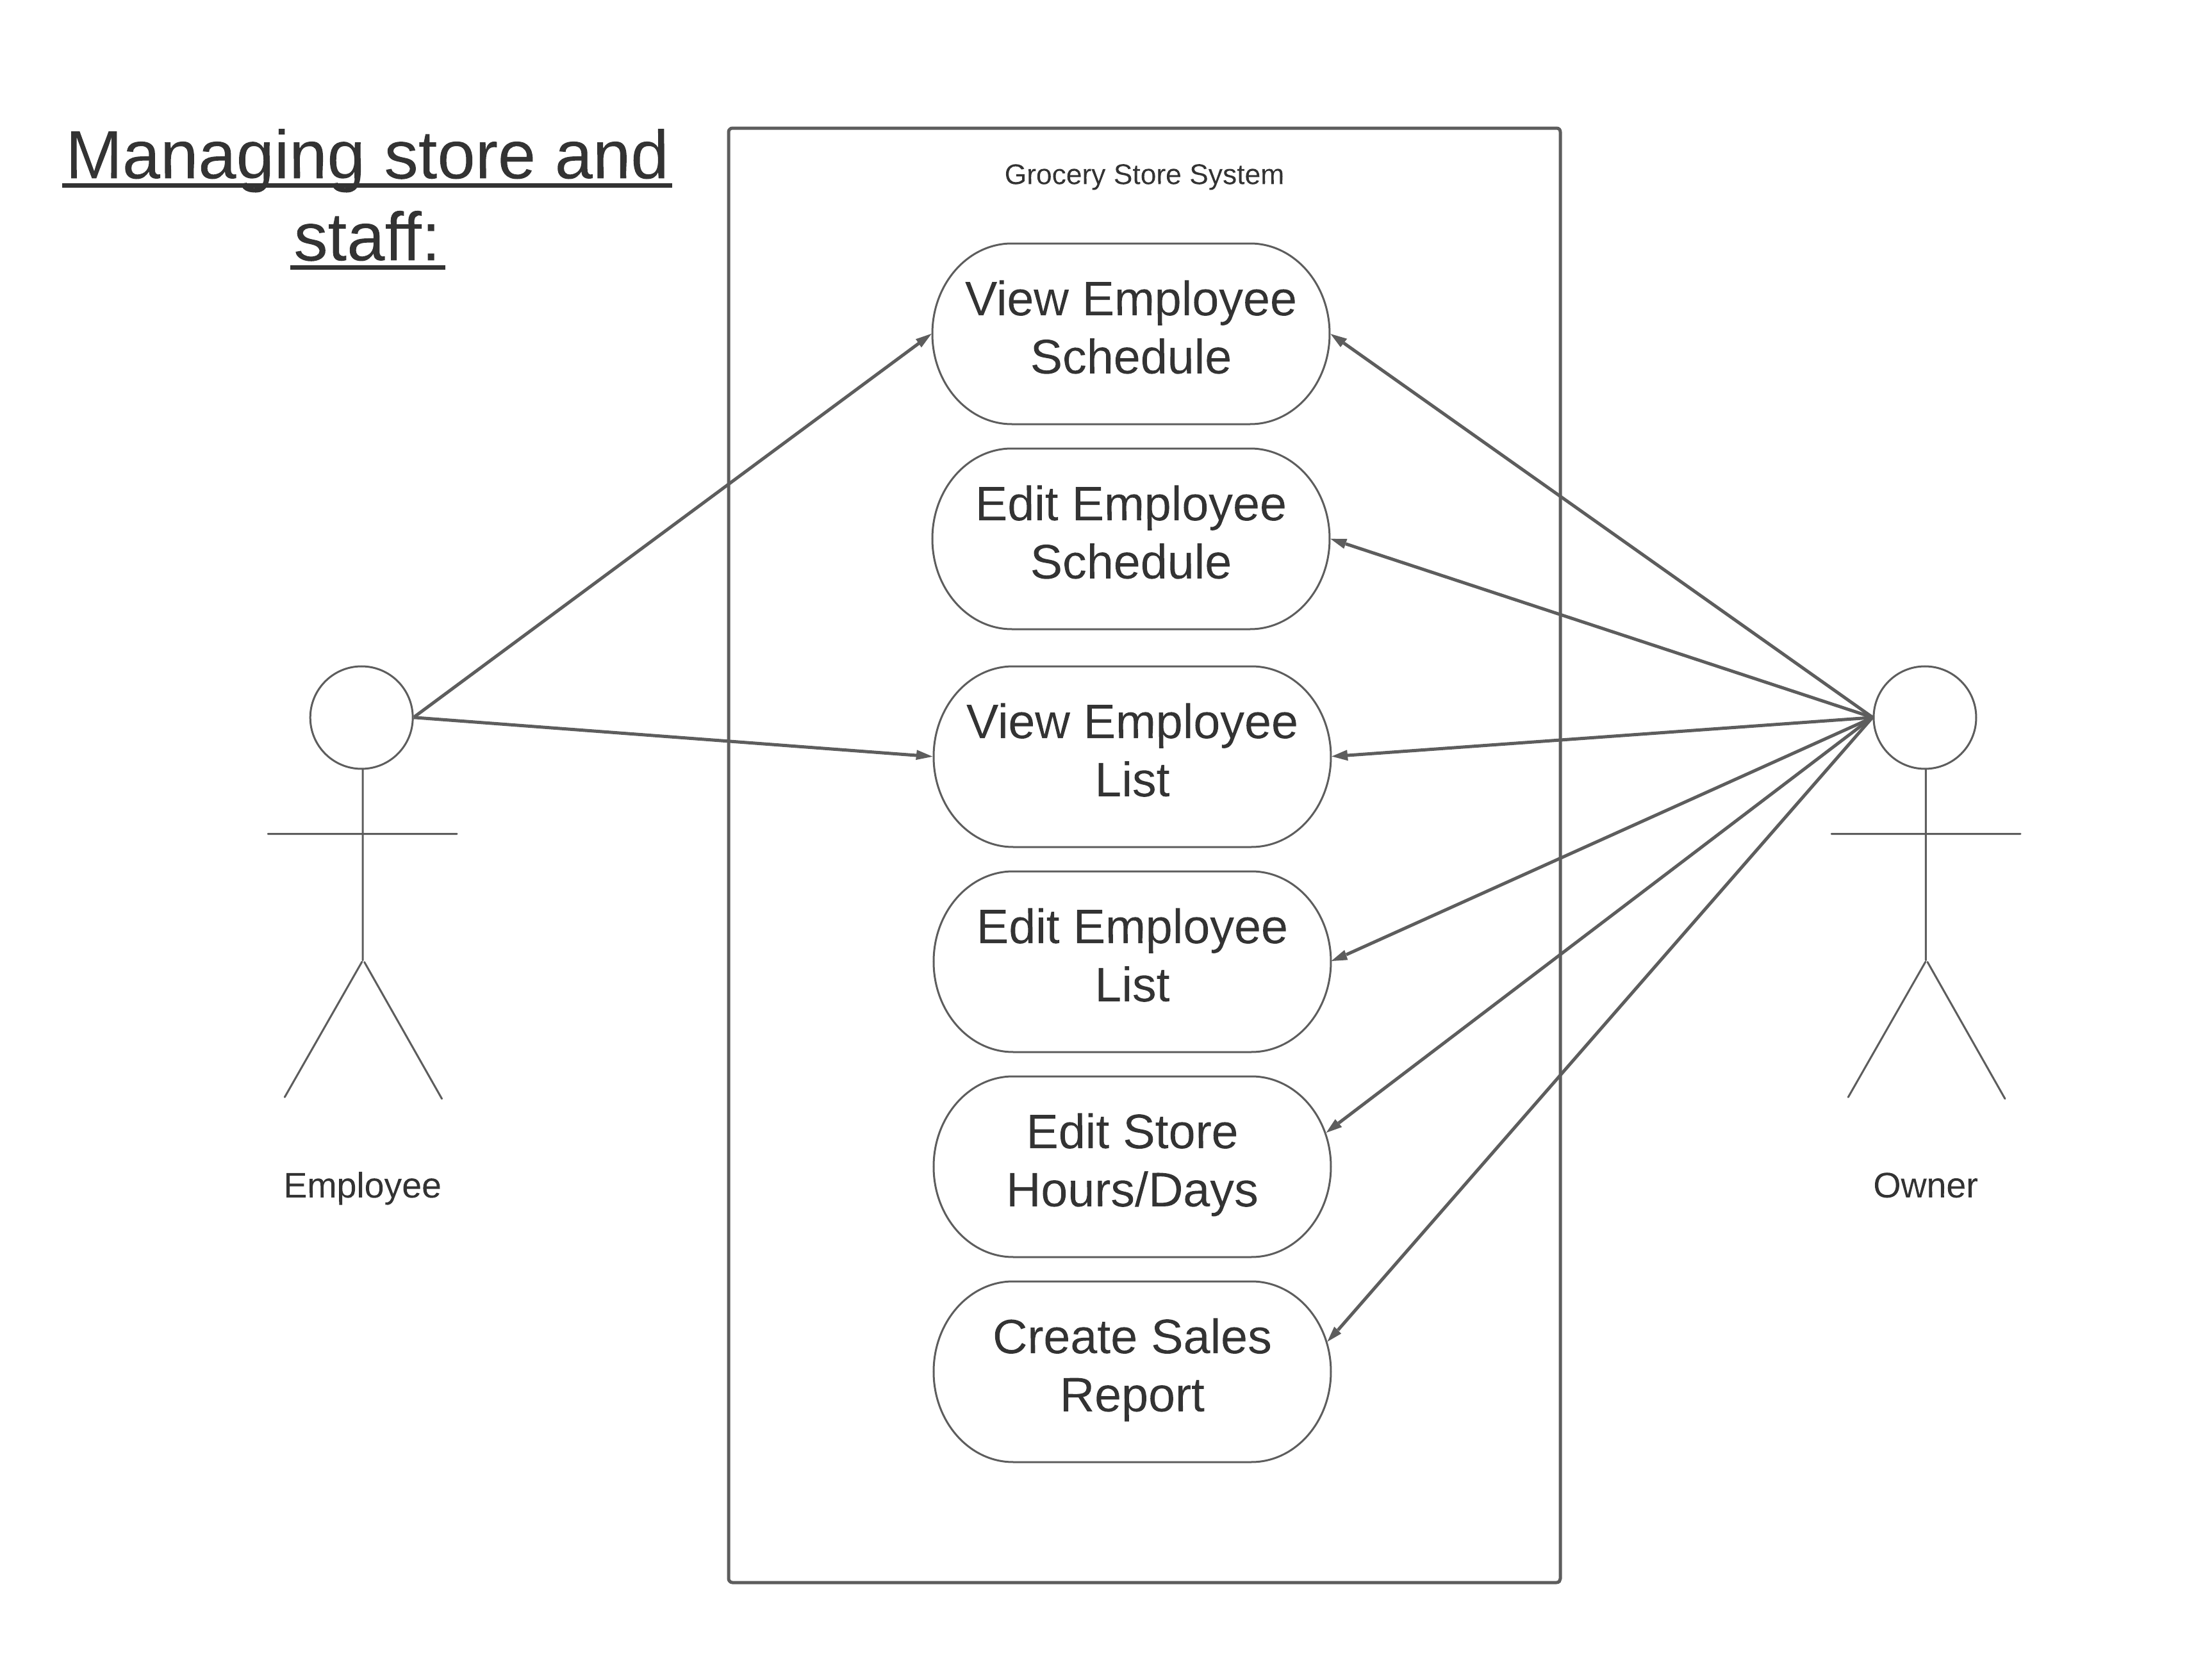 Managing store and
staff:
Grocery Store System
View Employee
Schedule
Edit Employee
Schedule
View Employee
List
Edit Employee
List
Edit Store
Hours/Days
Create Sales
Report
Employee
Owner